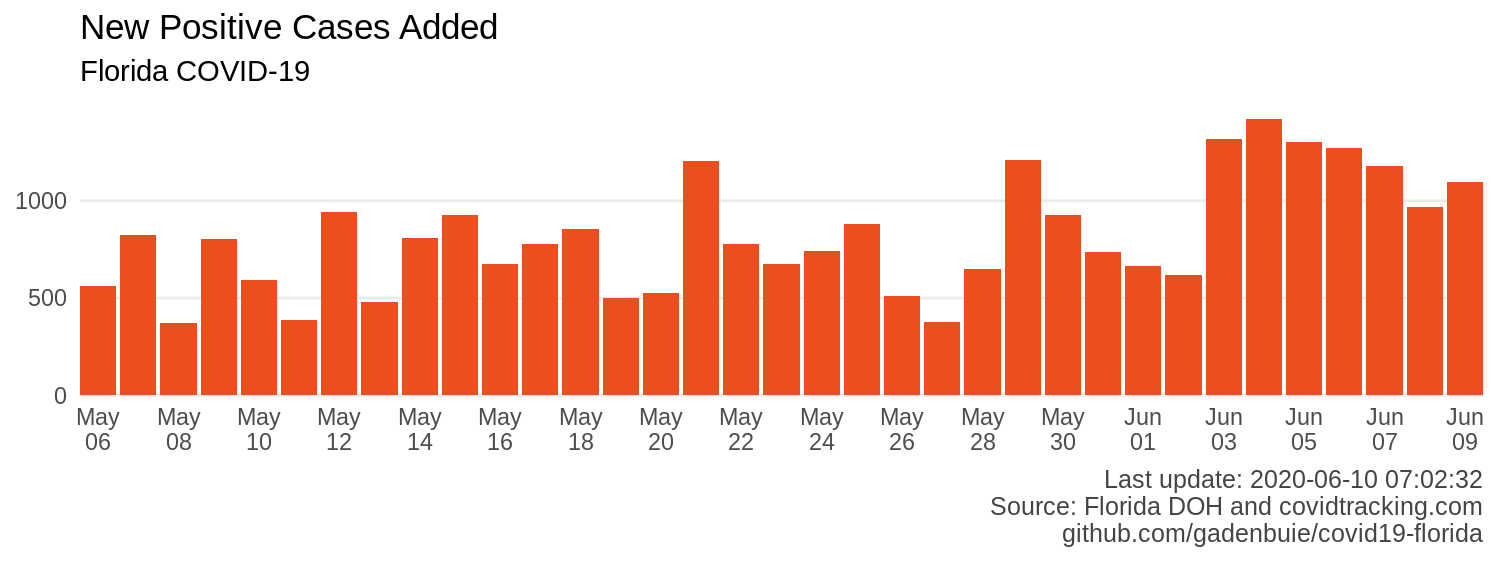 New Positive Cases Added
Florida COVID-19
1000
500
0
May May May May May May May May May May May May May Jun Jun Jun Jun Jun
06 08 10 12 14 16 18 20 22 24 26 28 30 01 03 05 07 09
Last update: 2020-06-10 07:02:32
Source: Florida DOH and covidtracking.com
github.com/gadenbuie/covid19-florida